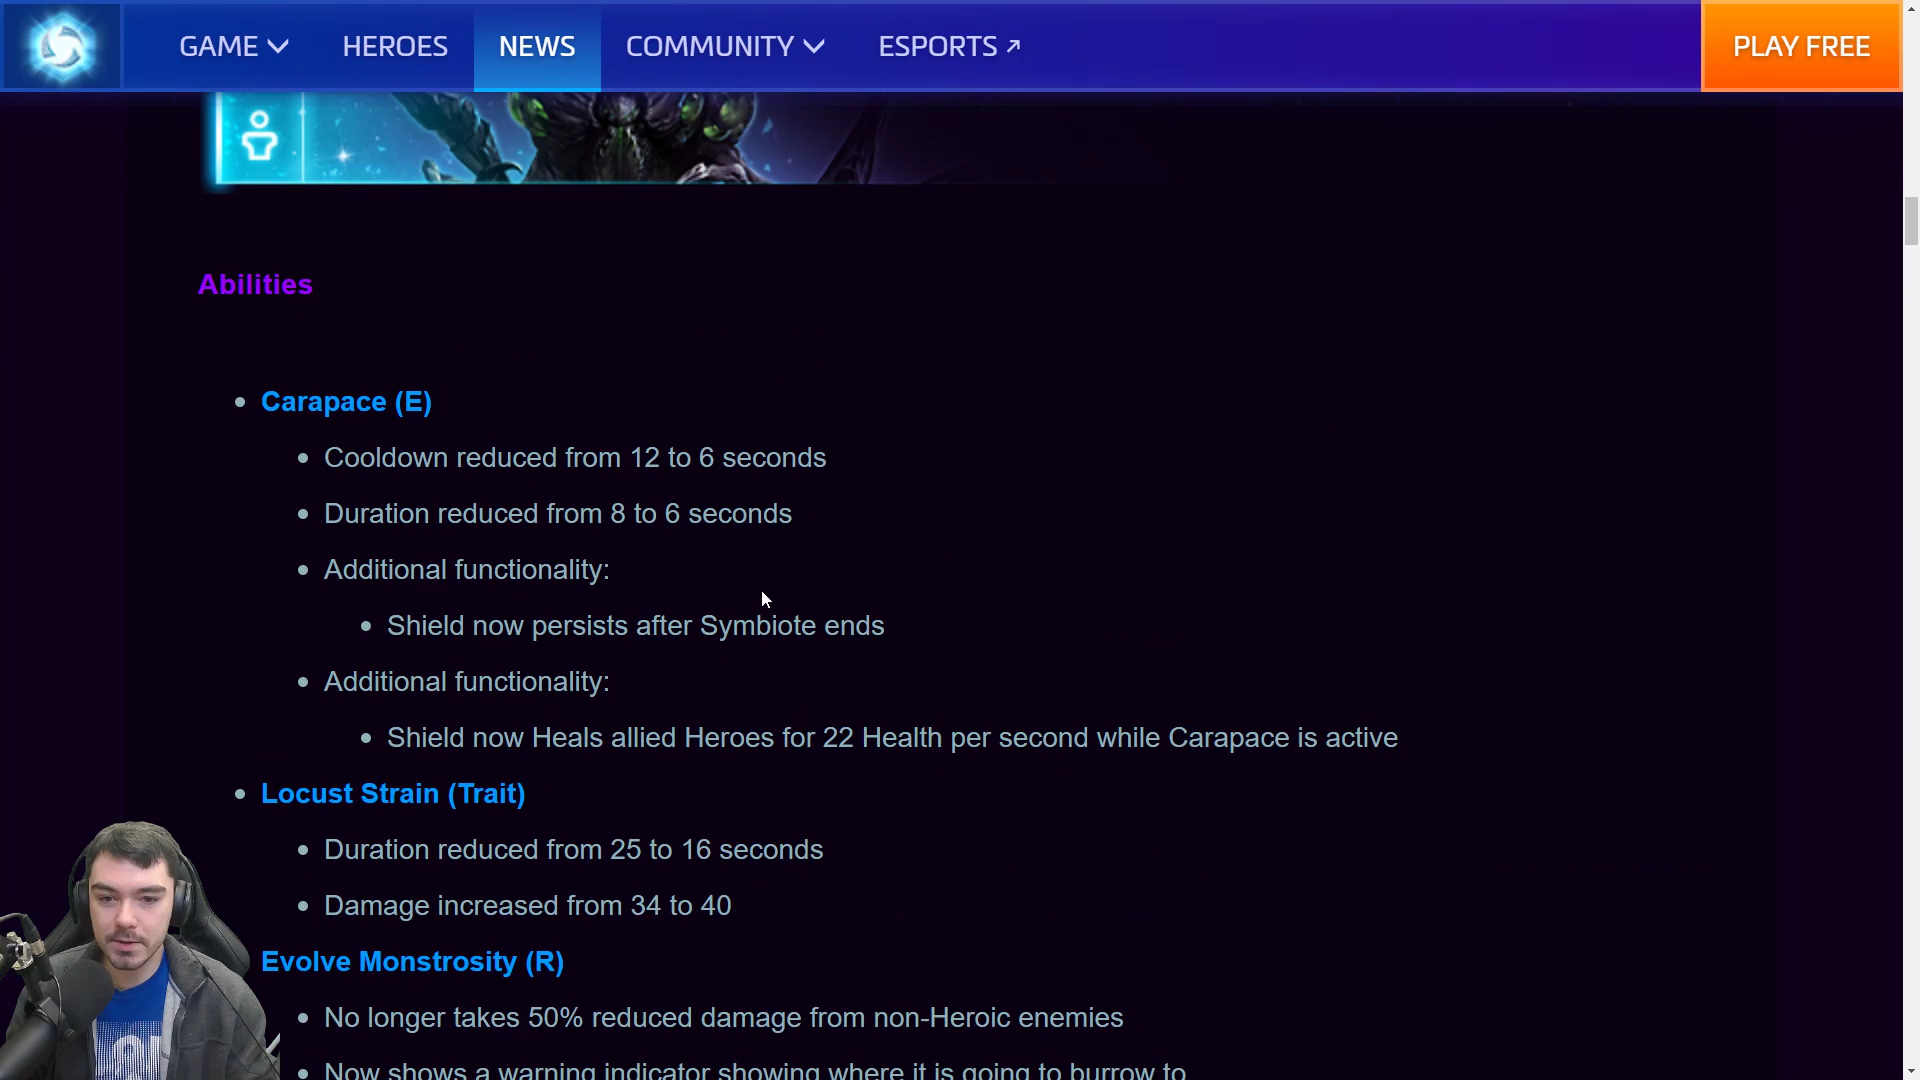 GAME HEROES NEWS COMMUNITY ESPORTS PLAY FREE
Abilities
Carapace (E)
Cooldown reduced from 12 to 6 seconds
Duration reduced from 8 to 6 seconds
Additional functionality:
Shield now persists after Symbiote ends
Additional functionality:
Shield now Heals allied Heroes for 22 Health per second while Carapace is active
Locust Strain (Trait)
Duration reduced from 25 to 16 seconds
Damage increased from 34 to 40
Evolve Monstrosity (R)
No longer takes 50% reduced damage from non-Heroic enemies
Now shows a warning indicator showing where it is going to burrow to